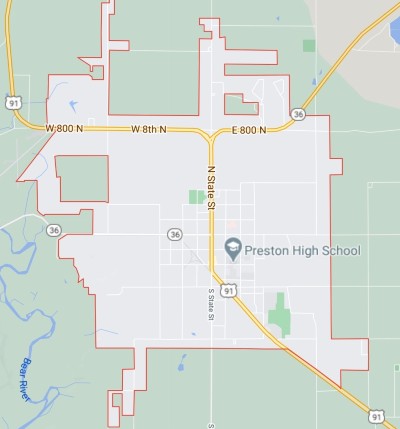 91
36
W 800 N
W 8th N
E 800 N
N State St
36
36
Preston High School
91
S State St
Bear River
91
S